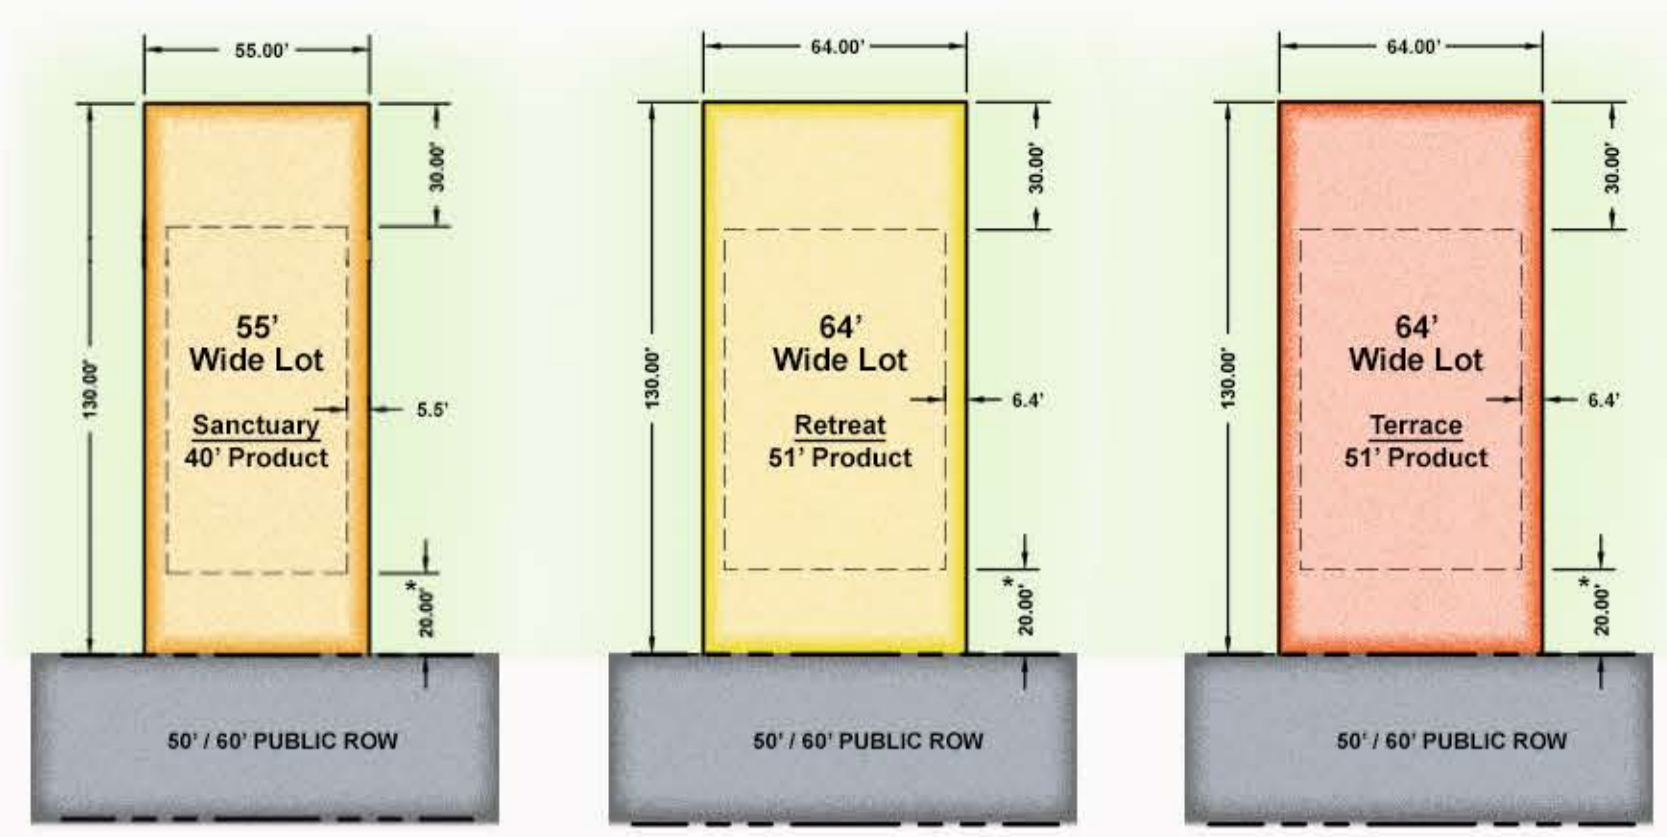 55.00'
130.00'
30.00'
55'
Wide Lot
Sanctuary
40' Product
5.5'
*
20.00'
50' / 60' PUBLIC ROW
64.00'
130.00'
30.00'
64'
Wide Lot
Retreat
51' Product
6.4'
*
20.00'
50' / 60' PUBLIC ROW
64.00'
130.00'
30.00'
64'
Wide Lot
Terrace
51' Product
6.4'
*
20.00'
50' / 60' PUBLIC ROW